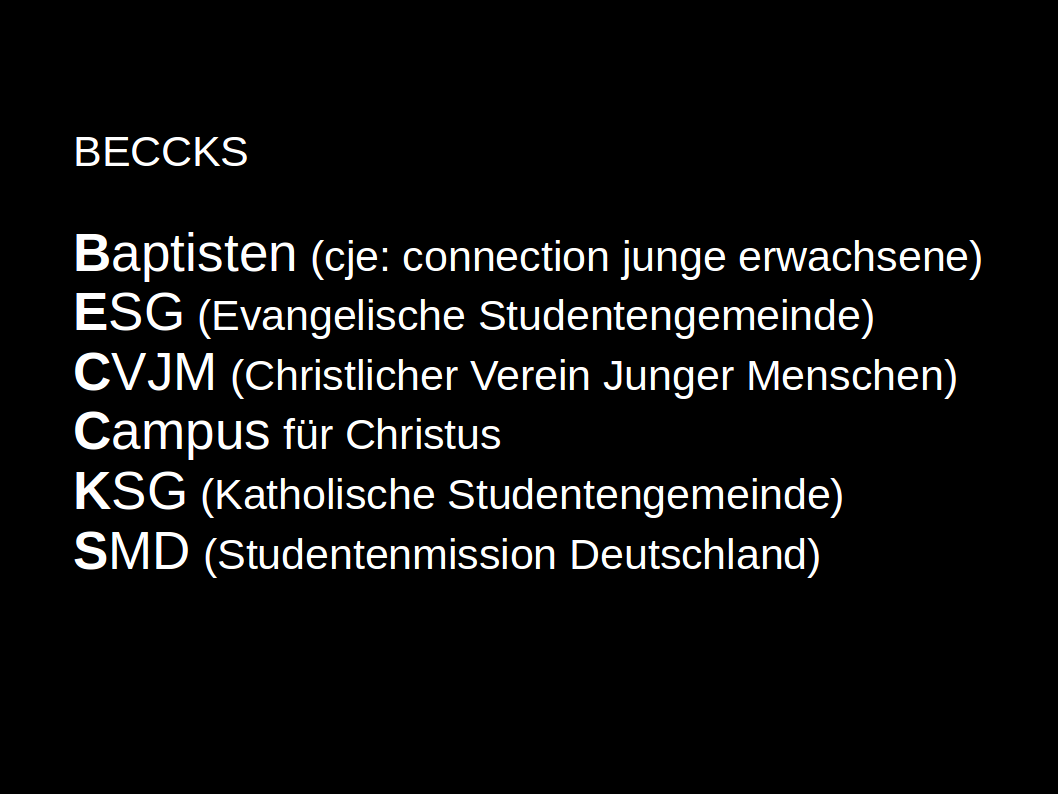 BECCKS
Baptisten (cje: connection junge erwachsene)
ESG (Evangelische Studentengemeinde)
CVJM (Christlicher Verein Junger Menschen)
Campus für Christus
KSG (Katholische Studentengemeinde)
SMD (Studentenmission Deutschland)